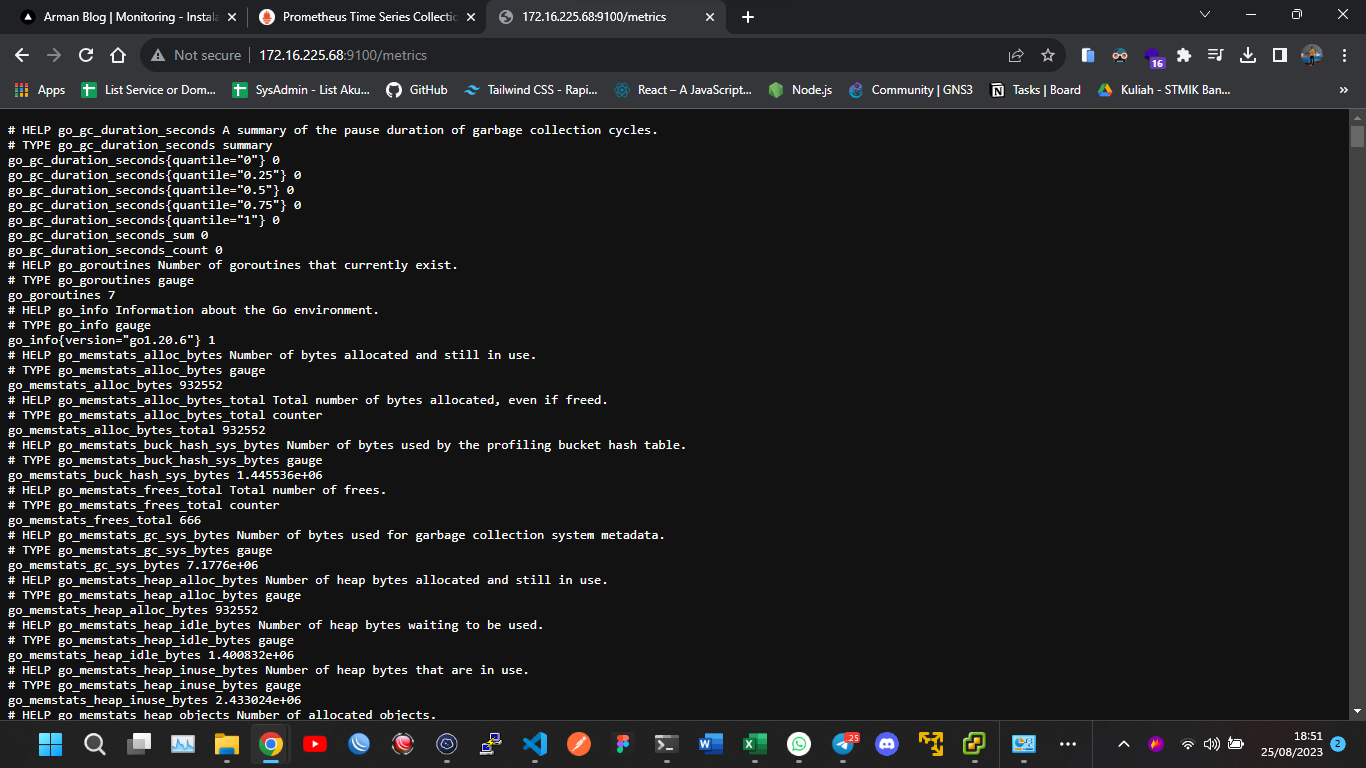 Arman Blog | Monitoring - Instala
Prometheus Time Series Collectio
172.16.225.68:9100/metrics
Not secure
172.16.225.68:9100/metrics
16
Apps
List Service or Dom...
SysAdmin - List Aku...
GitHub
Tailwind CSS - Rapi...
React – A JavaScript...
Node.js
Community | GNS3
Tasks | Board
Kuliah - STMIK Ban...
»
# HELP go_gc_duration_seconds A summary of the pause duration of garbage collection cycles.
# TYPE go_gc_duration_seconds summary
go_gc_duration_seconds{quantile="0"} 0
go_gc_duration_seconds{quantile="0.25"} 0
go_gc_duration_seconds{quantile="0.5"} 0
go_gc_duration_seconds{quantile="0.75"} 0
go_gc_duration_seconds{quantile="1"} 0
go_gc_duration_seconds_sum 0
go_gc_duration_seconds_count 0
# HELP go_goroutines Number of goroutines that currently exist.
# TYPE go_goroutines gauge
go_goroutines 7
# HELP go_info Information about the Go environment.
# TYPE go_info gauge
go_info{version="go1.20.6"} 1
# HELP go_memstats_alloc_bytes Number of bytes allocated and still in use.
# TYPE go_memstats_alloc_bytes gauge
go_memstats_alloc_bytes 932552
# HELP go_memstats_alloc_bytes_total Total number of bytes allocated, even if freed.
# TYPE go_memstats_alloc_bytes_total counter
go_memstats_alloc_bytes_total 932552
# HELP go_memstats_buck_hash_sys_bytes Number of bytes used by the profiling bucket hash table.
# TYPE go_memstats_buck_hash_sys_bytes gauge
go_memstats_buck_hash_sys_bytes 1.445536e+06
# HELP go_memstats_frees_total Total number of frees.
# TYPE go_memstats_frees_total counter
go_memstats_frees_total 666
# HELP go_memstats_gc_sys_bytes Number of bytes used for garbage collection system metadata.
# TYPE go_memstats_gc_sys_bytes gauge
go_memstats_gc_sys_bytes 7.1776e+06
# HELP go_memstats_heap_alloc_bytes Number of heap bytes allocated and still in use.
# TYPE go_memstats_heap_alloc_bytes gauge
go_memstats_heap_alloc_bytes 932552
# HELP go_memstats_heap_idle_bytes Number of heap bytes waiting to be used.
# TYPE go_memstats_heap_idle_bytes gauge
go_memstats_heap_idle_bytes 1.400832e+06
# HELP go_memstats_heap_inuse_bytes Number of heap bytes that are in use.
# TYPE go_memstats_heap_inuse_bytes gauge
go_memstats_heap_inuse_bytes 2.433024e+06
# HELP go_memstats_heap_objects Number of allocated objects.
25
18:51
25/08/2023
2